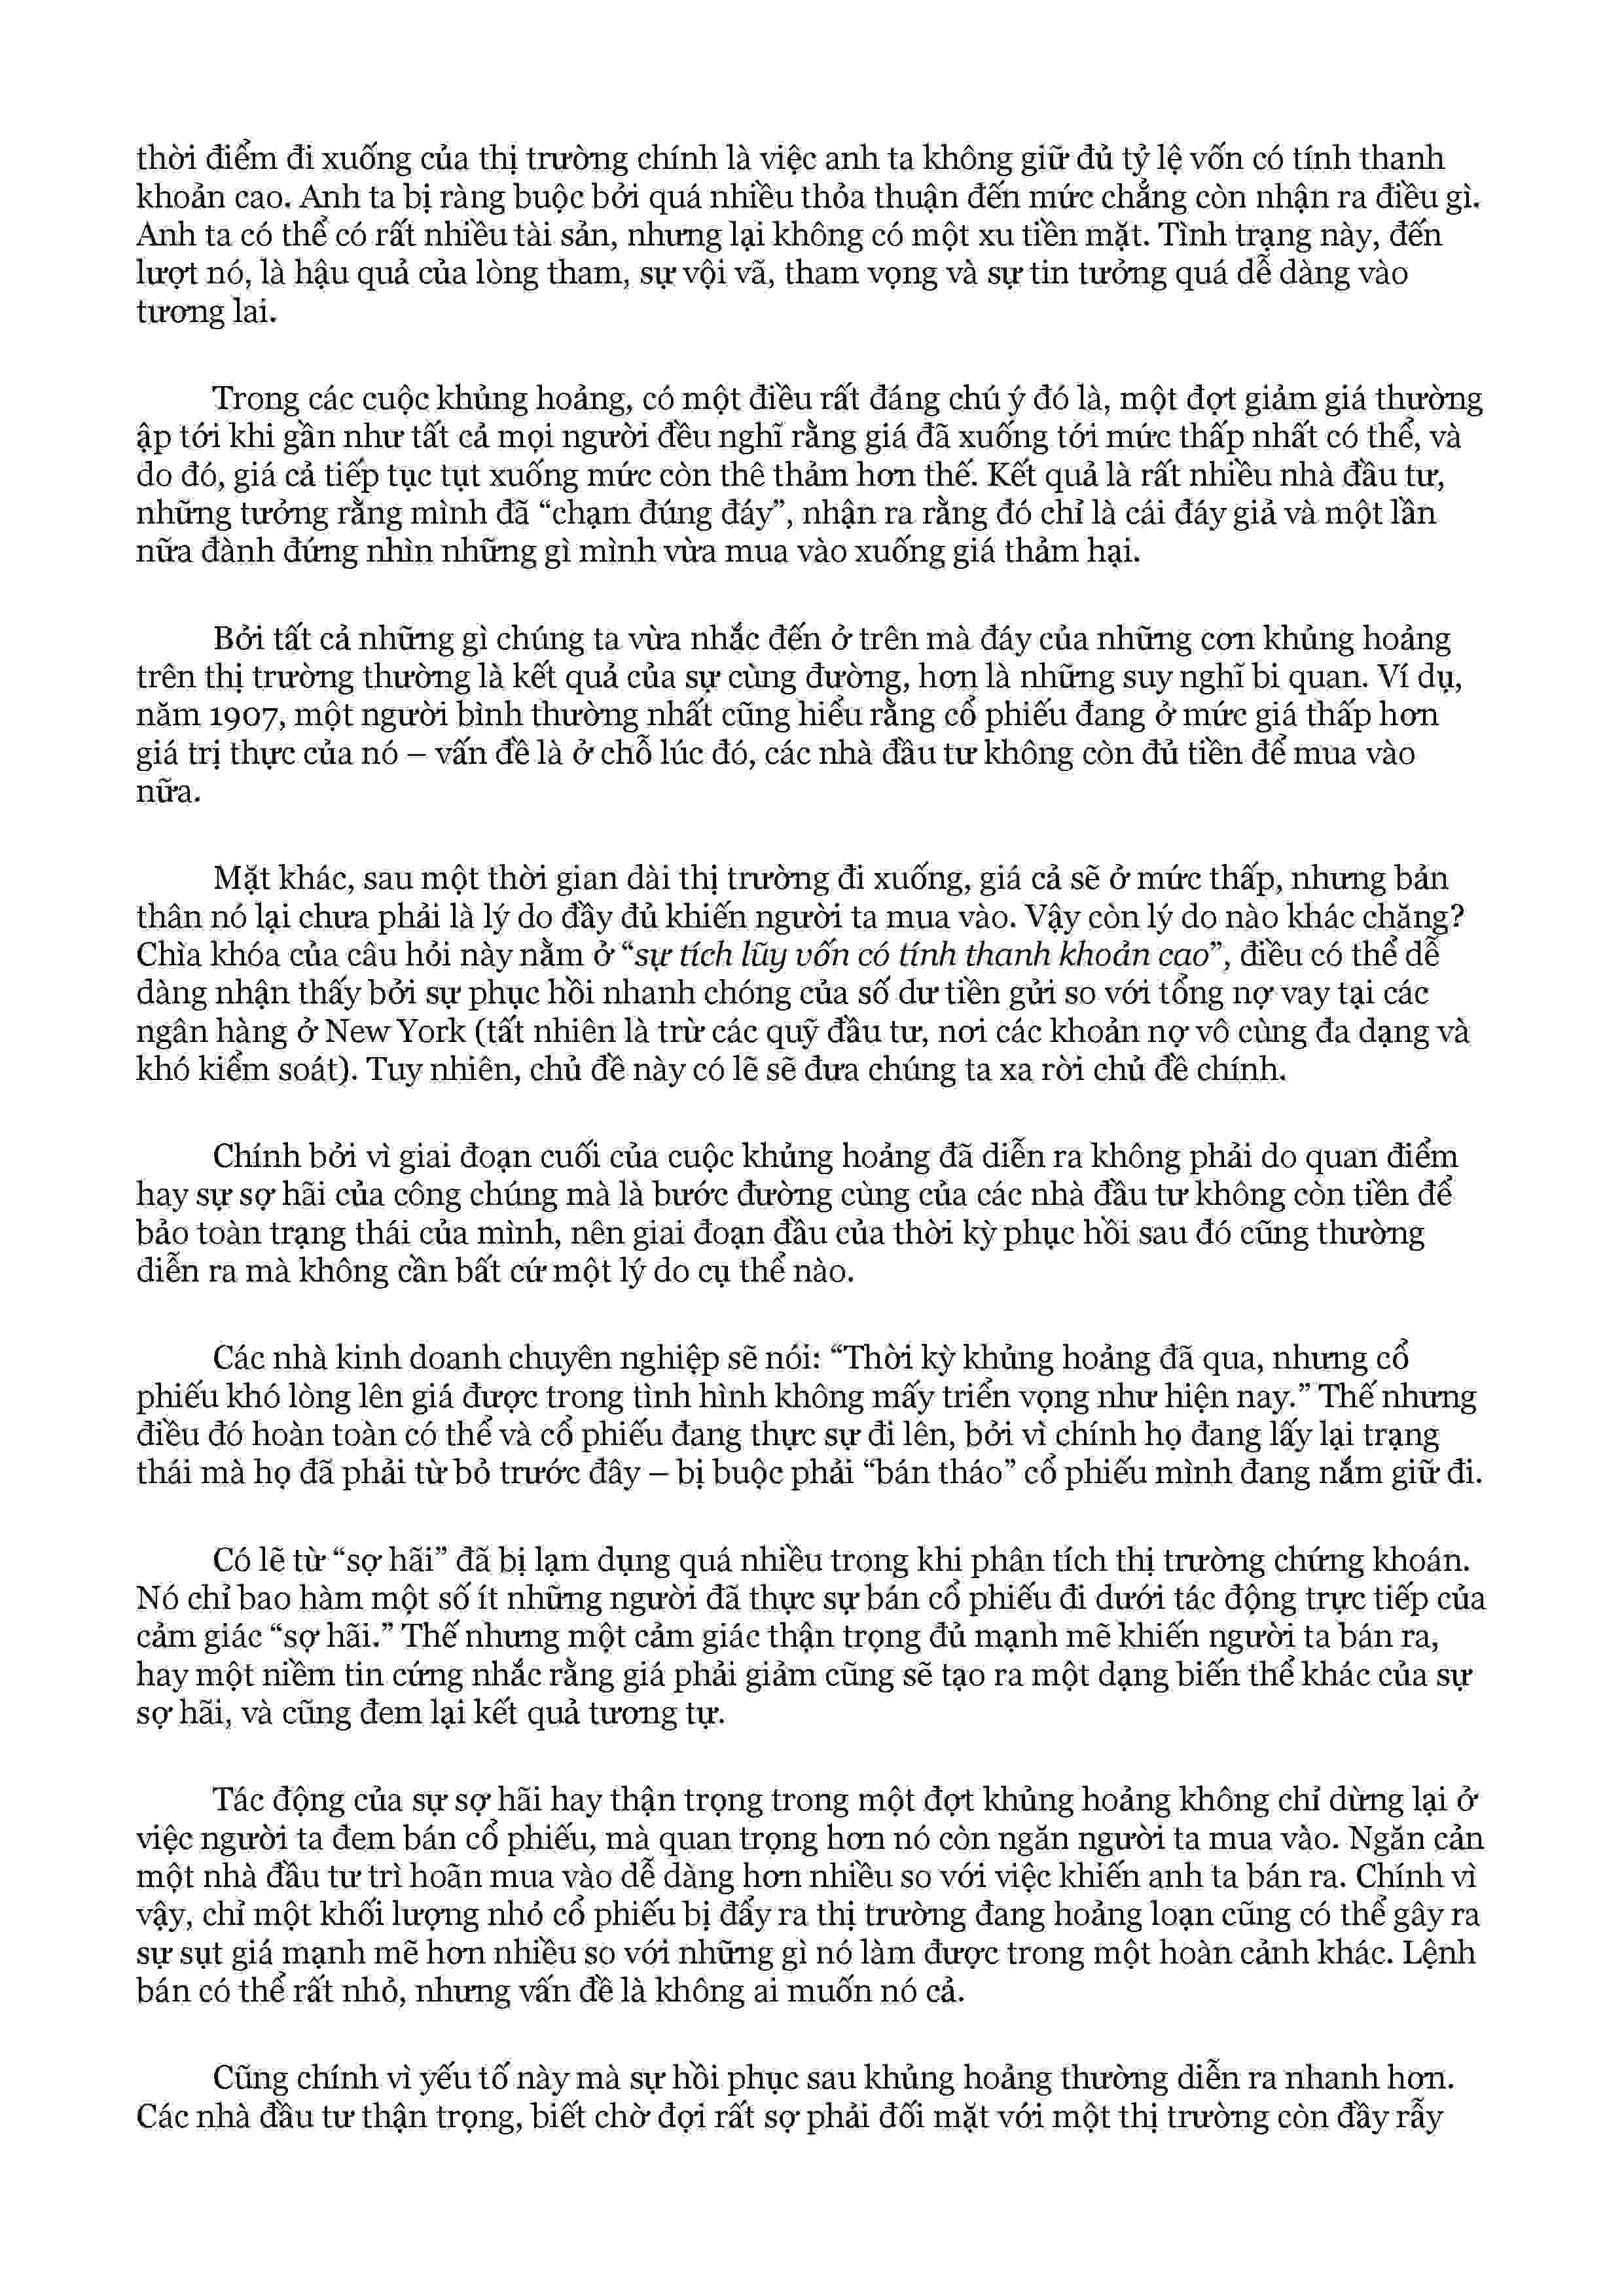 thời điểm đi xuống của thị trường chính là việc anh ta không giữ đủ tỷ lệ vốn có tính thanh
khoản cao. Anh ta bị ràng buộc bởi quá nhiều thỏa thuận đến mức chẳng còn nhận ra điều gì.
Anh ta có thể có rất nhiều tài sản, nhưng lại không có một xu tiền mặt. Tình trạng này, đến
lượt nó, là hậu quả của lòng tham, sự vội vã, tham vọng và sự tin tưởng quá dễ dàng vào
tương lai.
Trong các cuộc khủng hoảng, có một điều rất đáng chú ý đó là, một đợt giảm giá thường
ập tới khi gần như tất cả mọi người đều nghĩ rằng giá đã xuống tới mức thấp nhất có thể, và
do đó, giá cả tiếp tục tụt xuống mức còn thê thảm hơn thế. Kết quả là rất nhiều nhà đầu tư,
những tưởng rằng mình đã “chạm đúng đáy”, nhận ra rằng đó chỉ là cái đáy giả và một lần
nữa đành đứng nhìn những gì mình vừa mua vào xuống giá thảm hại.
Bởi tất cả những gì chúng ta vừa nhắc đến ở trên mà đáy của những cơn khủng hoảng
trên thị trường thường là kết quả của sự cùng đường, hơn là những suy nghĩ bi quan. Ví dụ,
năm 1907, một người bình thường nhất cũng hiểu rằng cổ phiếu đang ở mức giá thấp hơn
giá trị thực của nó – vấn đề là ở chỗ lúc đó, các nhà đầu tư không còn đủ tiền để mua vào
nữa.
Mặt khác, sau một thời gian dài thị trường đi xuống, giá cả sẽ ở mức thấp, nhưng bản
thân nó lại chưa phải là lý do đầy đủ khiến người ta mua vào. Vậy còn lý do nào khác chăng?
Chìa khóa của câu hỏi này nằm ở “sự tích lũy vốn có tính thanh khoản cao”, điều có thể dễ
dàng nhận thấy bởi sự phục hồi nhanh chóng của số dư tiền gửi so với tổng nợ vay tại các
ngân hàng ở New York (tất nhiên là trừ các quỹ đầu tư, nơi các khoản nợ vô cùng đa dạng và
khó kiểm soát). Tuy nhiên, chủ đề này có lẽ sẽ đưa chúng ta xa rời chủ đề chính.
Chính bởi vì giai đoạn cuối của cuộc khủng hoảng đã diễn ra không phải do quan điểm
hay sự sợ hãi của công chúng mà là bước đường cùng của các nhà đầu tư không còn tiền để
bảo toàn trạng thái của mình, nên giai đoạn đầu của thời kỳ phục hồi sau đó cũng thường
diễn ra mà không cần bất cứ một lý do cụ thể nào.
Các nhà kinh doanh chuyên nghiệp sẽ nói: “Thời kỳ khủng hoảng đã qua, nhưng cổ
phiếu khó lòng lên giá được trong tình hình không mấy triển vọng như hiện nay.” Thế nhưng
điều đó hoàn toàn có thể và cổ phiếu đang thực sự đi lên, bởi vì chính họ đang lấy lại trạng
thái mà họ đã phải từ bỏ trước đây – bị buộc phải “bán tháo” cổ phiếu mình đang nắm giữ đi.
Có lẽ từ “sợ hãi” đã bị lạm dụng quá nhiều trong khi phân tích thị trường chứng khoán.
Nó chỉ bao hàm một số ít những người đã thực sự bán cổ phiếu đi dưới tác động trực tiếp của
cảm giác “sợ hãi.” Thế nhưng một cảm giác thận trọng đủ mạnh mẽ khiến người ta bán ra,
hay một niềm tin cứng nhắc rằng giá phải giảm cũng sẽ tạo ra một dạng biến thể khác của sự
sợ hãi, và cũng đem lại kết quả tương tự.
Tác động của sự sợ hãi hay thận trọng trong một đợt khủng hoảng không chỉ dừng lại ở
việc người ta đem bán cổ phiếu, mà quan trọng hơn nó còn ngăn người ta mua vào. Ngăn cản
một nhà đầu tư trì hoãn mua vào dễ dàng hơn nhiều so với việc khiến anh ta bán ra. Chính vì
vậy, chỉ một khối lượng nhỏ cổ phiếu bị đẩy ra thị trường đang hoảng loạn cũng có thể gây ra
sự sụt giá mạnh mẽ hơn nhiều so với những gì nó làm được trong một hoàn cảnh khác. Lệnh
bán có thể rất nhỏ, nhưng vấn đề là không ai muốn nó cả.
Cũng chính vì yếu tố này mà sự hồi phục sau khủng hoảng thường diễn ra nhanh hơn.
Các nhà đầu tư thận trọng, biết chờ đợi rất sợ phải đối mặt với một thị trường còn đầy rẫy